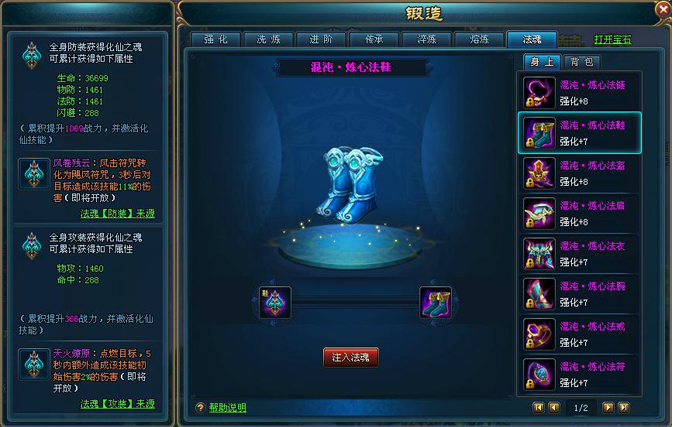 锻造
强化
洗炼
进阶
传承
淬炼
熔炼
法魂
打开宝石
全身防装获得化仙之魂
可累计获得如下属性
生命：36699
物防：1461
法防：1461
闪避：288
（累积提升1069战力，并激活化
仙技能）
风卷残云：风击符咒转
化为飓风符咒，3秒后对
目标造成该技能11%的伤
害（即将开放）
法魂【防装】来源
全身攻装获得化仙之魂
可累计获得如下属性
物攻：1460
命中：288
（累积提升366战力，并激活化仙
技能）
天火燎原：点燃目标，5
秒内额外造成该技能初
始伤害2%的伤害（即将
开放）
法魂【攻装】来源
混沌·炼心法鞋
鞋
注入法魂
帮助说明
身上
背包
混沌·炼心法链
强化+8
混沌·炼心法鞋
强化+7
混沌·炼心法盔
强化+8
混沌·炼心法肩
强化+8
混沌·炼心法衣
强化+7
混沌·炼心法腕
强化+7
混沌·炼心法戒
强化+7
混沌·炼心法符
强化+7
1/2